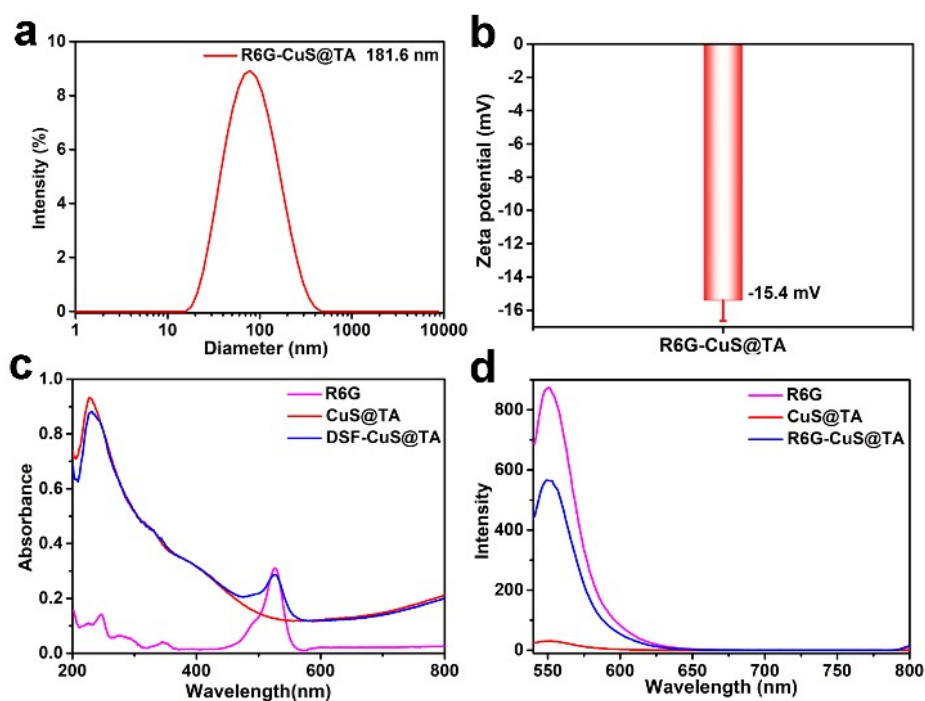 a
R6G-CuS@TA 181.6 nm
Intensity (%)
10
8
6
4
2
0
1 10 100 1000 10000
Diameter (nm)
b
Zeta potential (mV)
0
-2
-4
-6
-8
-10
-12
-14
-16
-15.4 mV
R6G-CuS@TA
c
R6G
CuS@TA
DSF-CuS@TA
Absorbance
1.0
0.8
0.6
0.4
0.2
0.0
200 400 600 800
Wavelength(nm)
d
R6G
CuS@TA
R6G-CuS@TA
Intensity
800
600
400
200
0
550 600 650 700 750 800
Wavelength (nm)